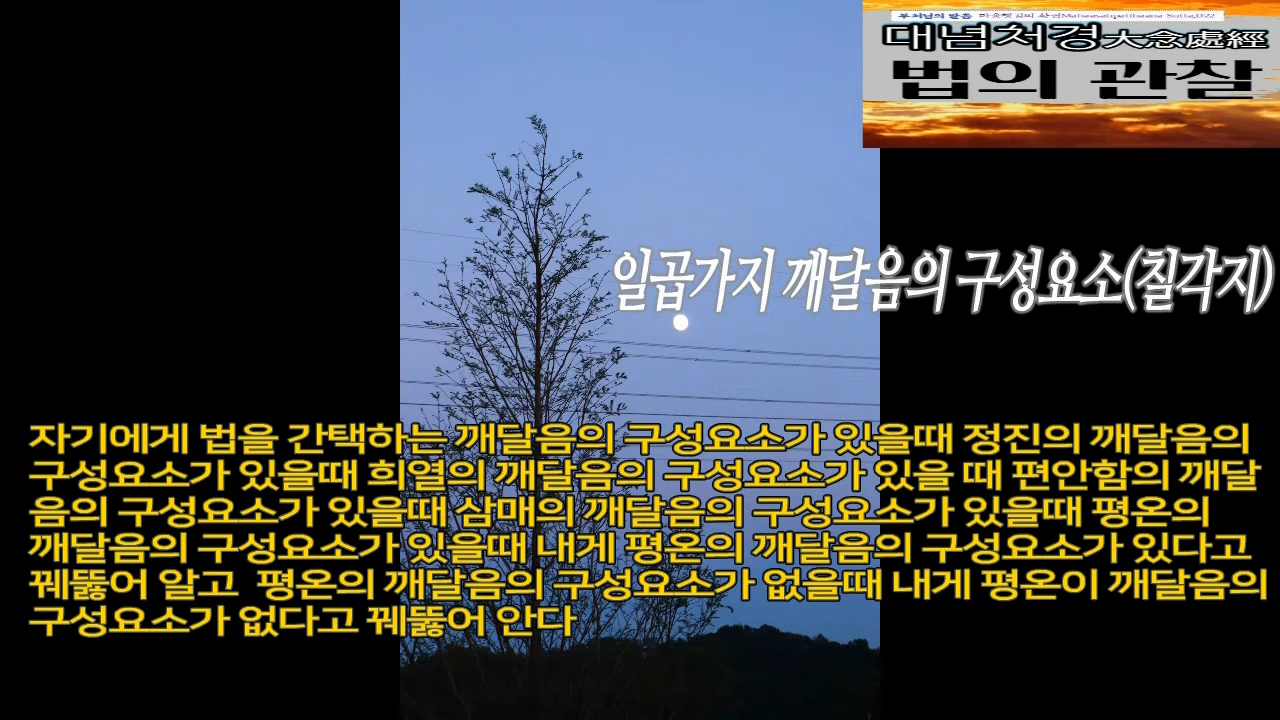 부처님의 말씀
대념처경大念處經
법의 관찰
일곱가지 깨달음의 구성요소(칠각지)
자기에게 법을 간택하는 깨달음의 구성요소가 있을때 정진의 깨달음의
구성요소가 있을때 희열의 깨달음의 구성요소가 있을 때 편안함의 깨달
음의 구성요소가 있을때 삼매의 깨달음의 구성요소가 있을때 평온의
깨달음의 구성요소가 있을때 내게 평온의 깨달음의 구성요소가 있다고
꿰뚫어 알고 평온의 깨달음의 구성요소가 없을때 내게 평온이 깨달음의
구성요소가 없다고 꿰뚫어 안다